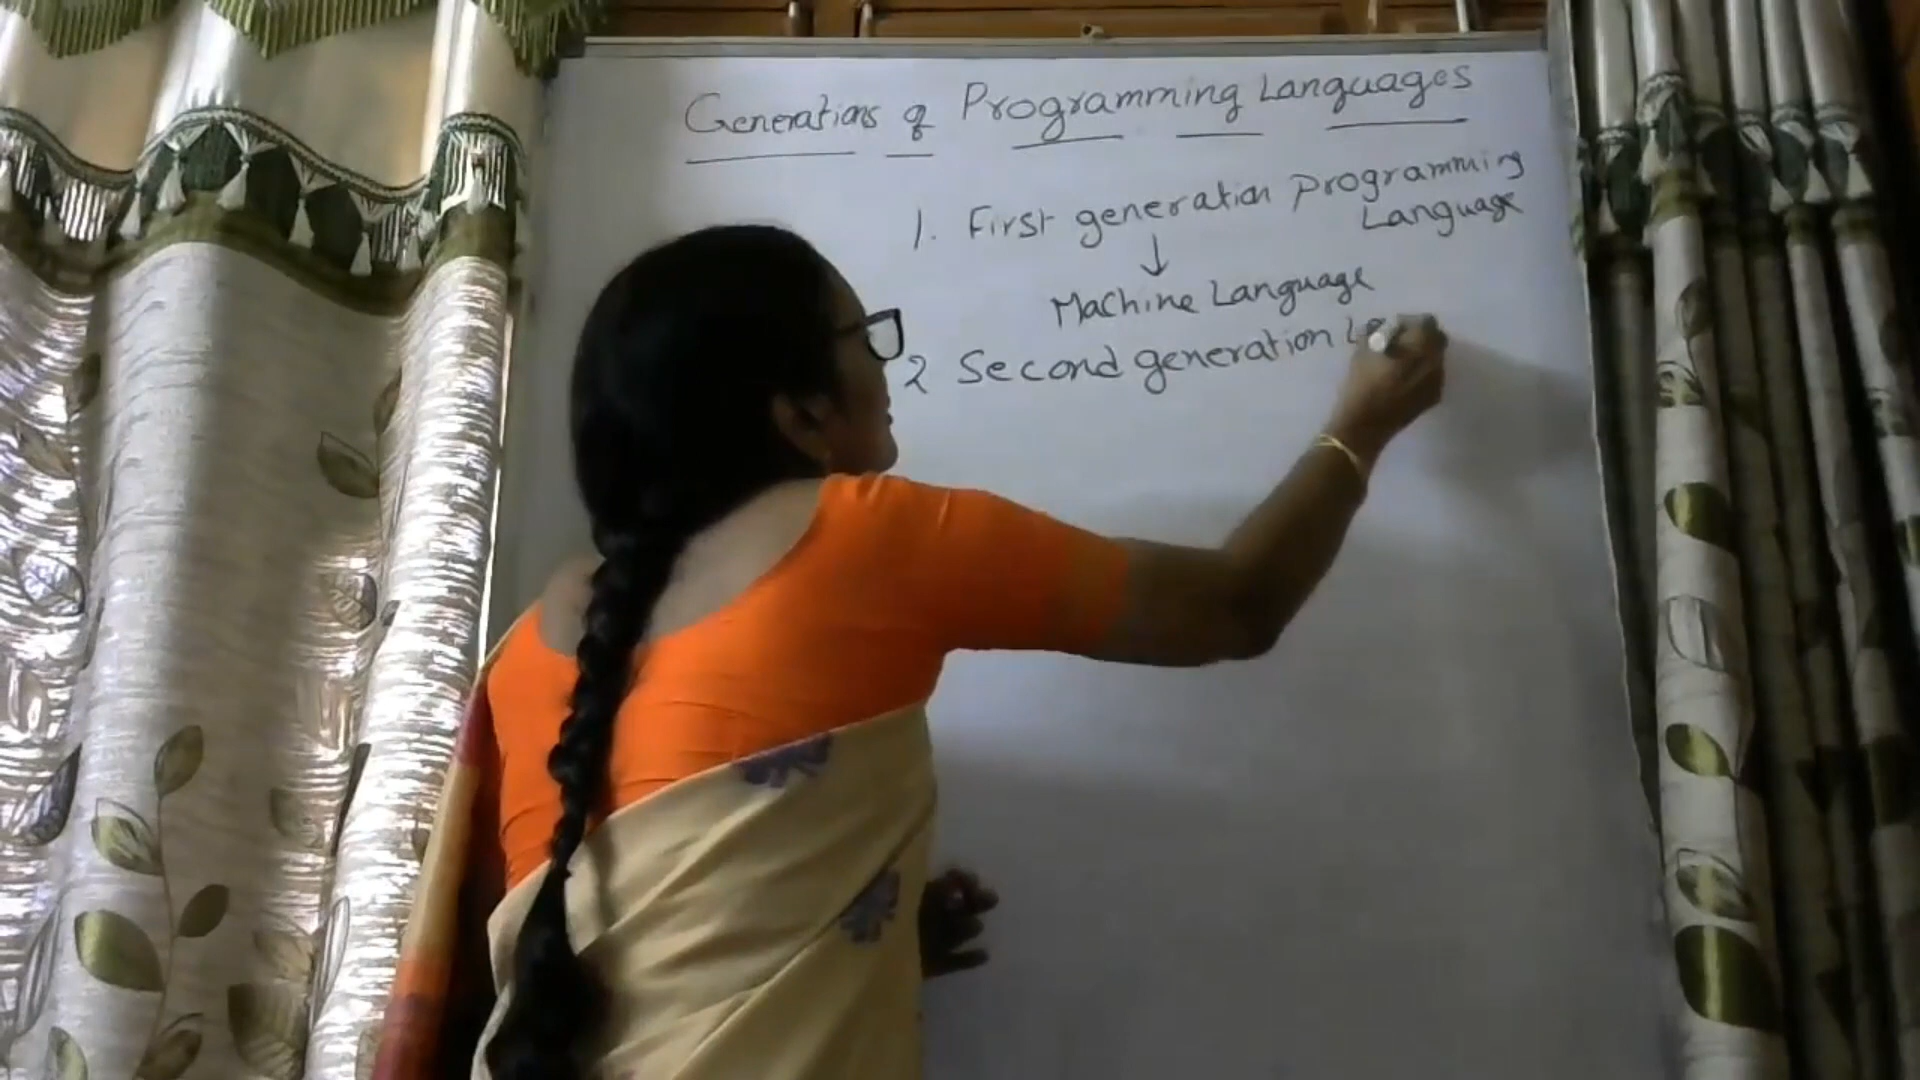 Generations of Programming Languages
1. First generation programming
Language
↓
Machine Language
2 Second generation